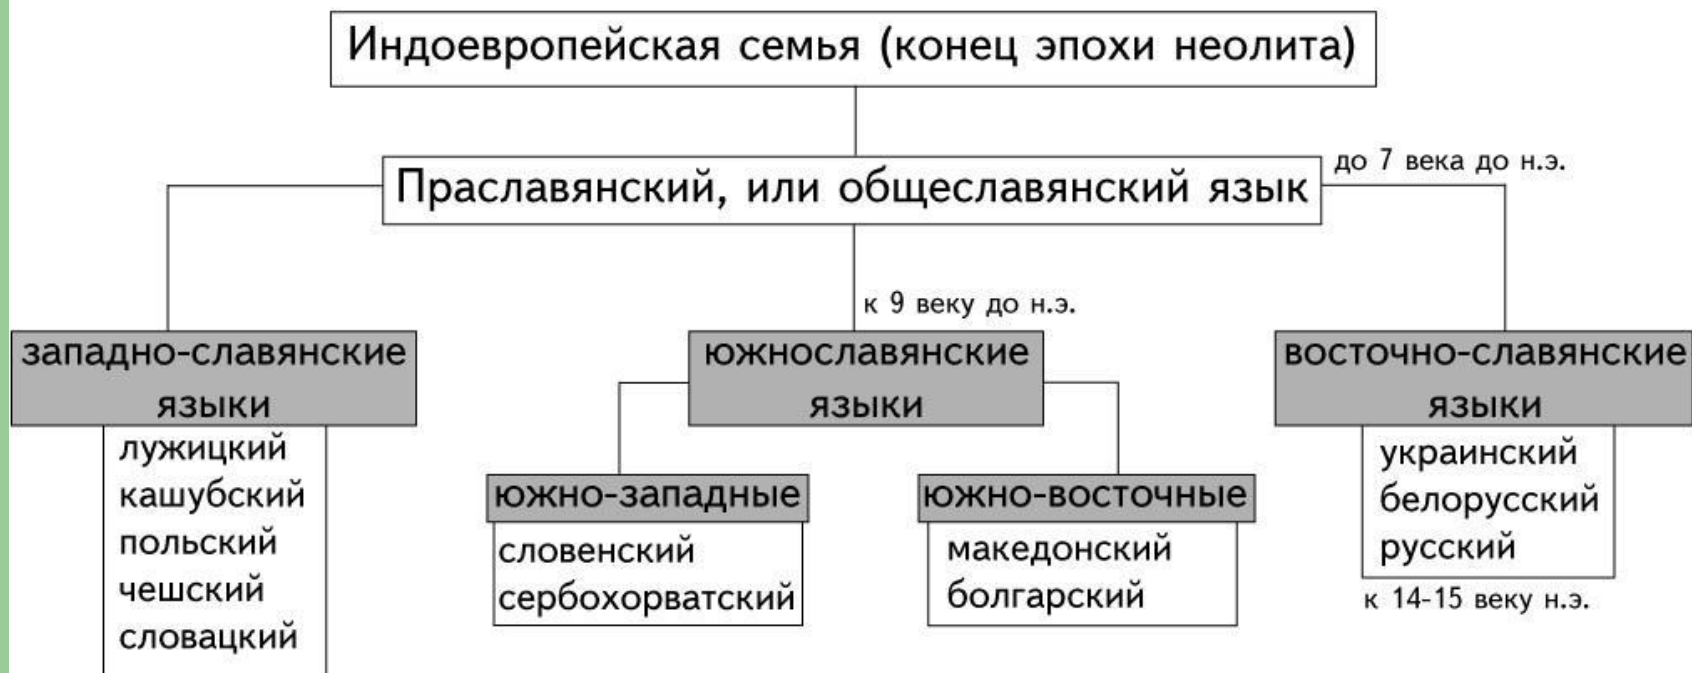 Индоевропейская семья (конец эпохи неолита)
Праславянский, или общеславянский язык
до 7 века до н.э.
к 9 веку до н.э.
западно-славянские
языки
лужицкий
кашубский
польский
чешский
словацкий
южнославянские
языки
южно-западные
словенский
сербохорватский
южно-восточные
македонский
болгарский
восточно-славянские
языки
украинский
белорусский
русский
к 14-15 веку н.э.